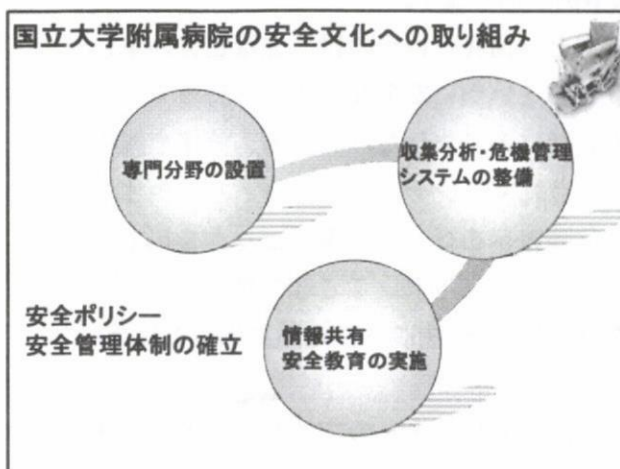 国立大学附属病院の安全文化への取り組み
専門分野の設置
収集分析・危機管理
システムの整備
安全ポリシー
安全管理体制の確立
情報共有
安全教育の実施